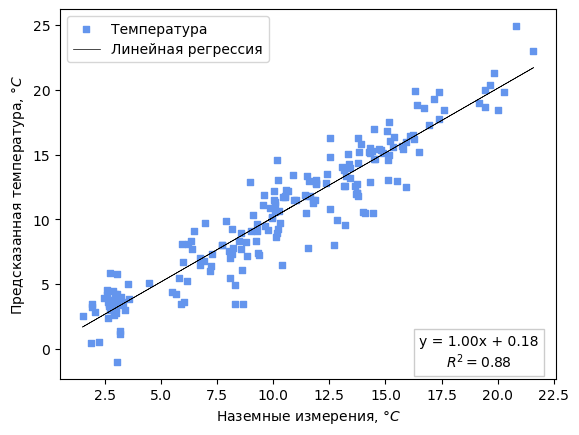 Температура
Линейная регрессия
Предсказанная температура, °C
25
20
15
10
5
0
y = 1.00x + 0.18
R² = 0.88
2.5 5.0 7.5 10.0 12.5 15.0 17.5 20.0 22.5
Наземные измерения, °C